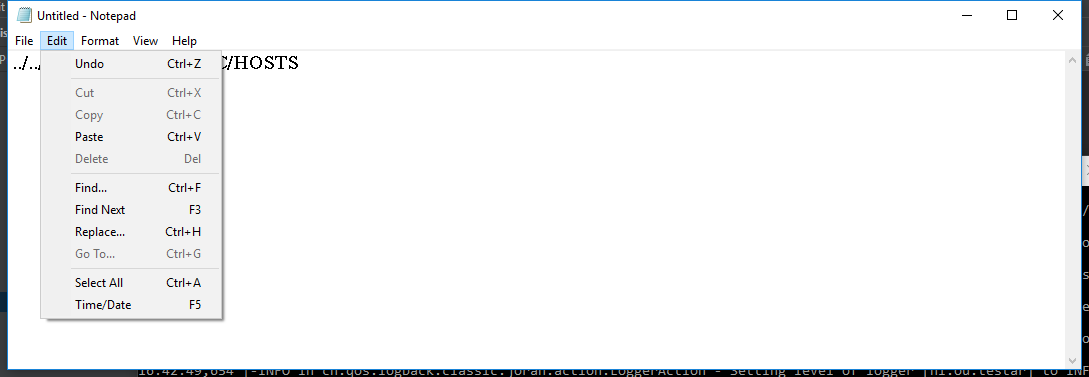 Untitled - Notepad
File Edit Format View Help
../.. C/HOSTS
Undo Ctrl+Z
Cut Ctrl+X
Copy Ctrl+C
Paste Ctrl+V
Delete Del
Find... Ctrl+F
Find Next F3
Replace... Ctrl+H
Go To... Ctrl+G
Select All Ctrl+A
Time/Date F5
16:42:49,654 |-INFO in ch.qos.logback.classic.joran.action.LoggerAction - Setting level of logger [nl.ou.testar] to INF